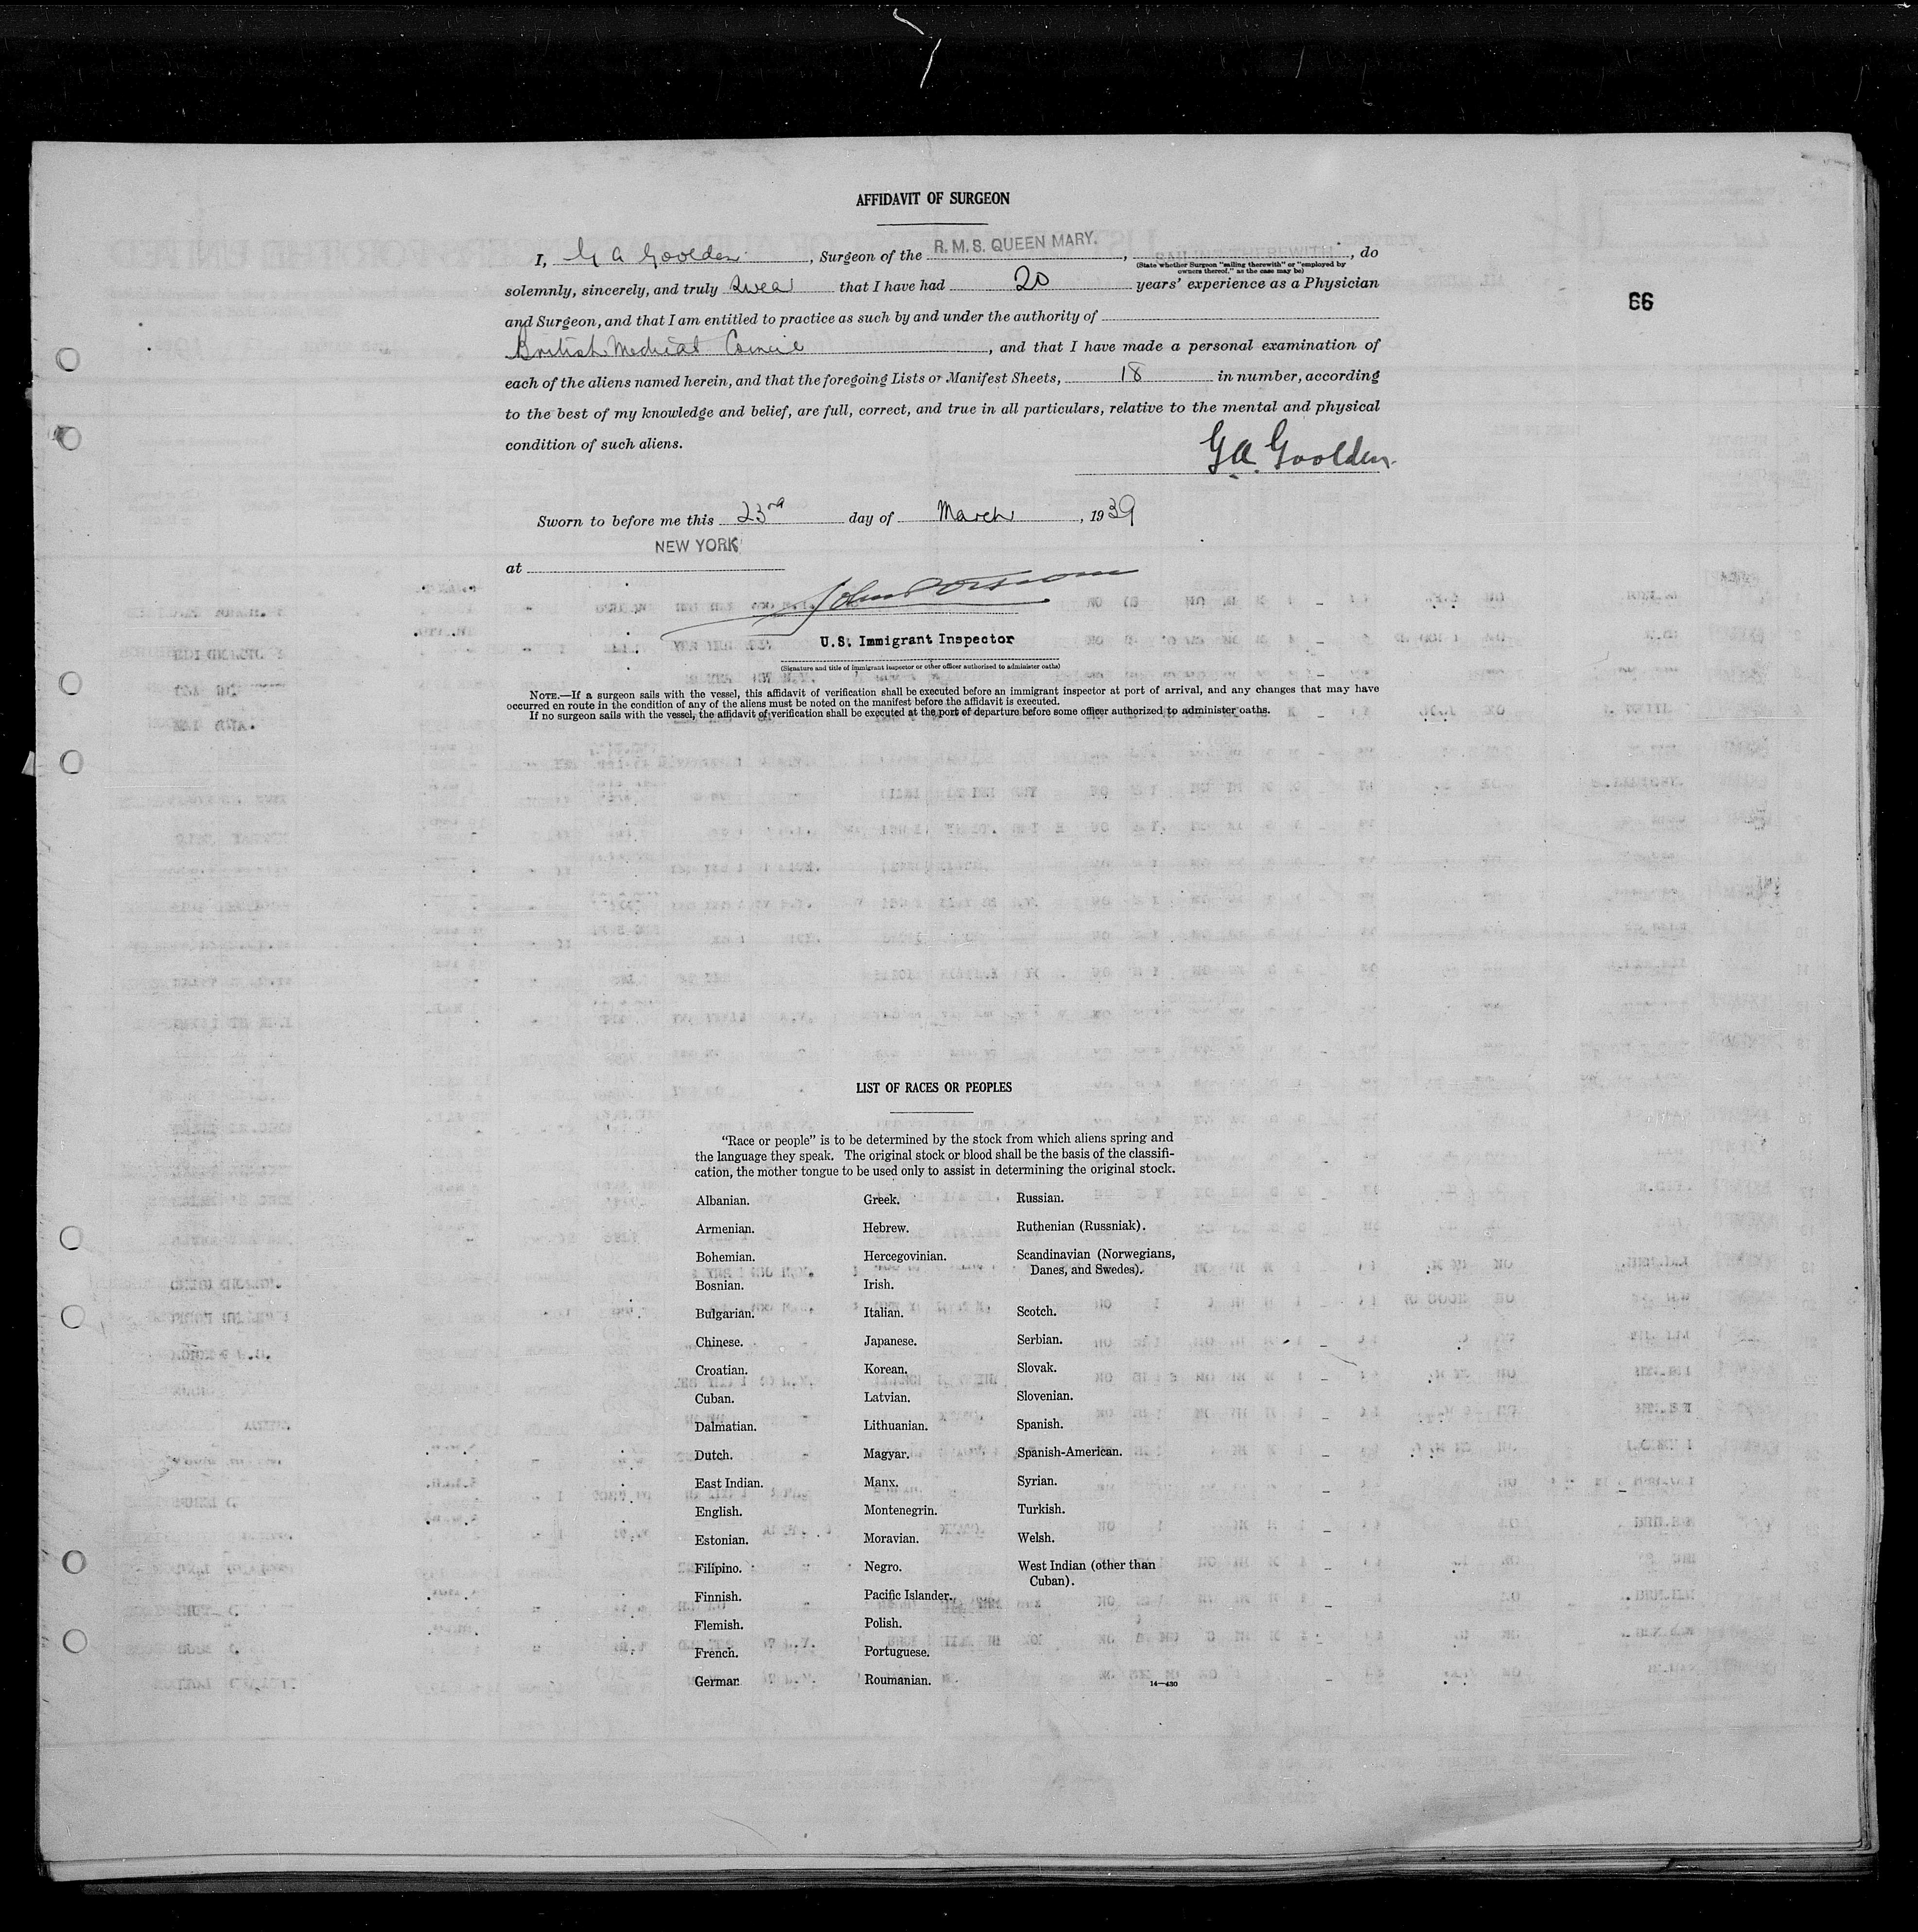 AFFIDAVIT OF SURGEON
I, G A Goolden, Surgeon of the R. M. S. QUEEN MARY., SAILING THEREWITH, do
(State whether Surgeon "sailing therewith" or "employed by
owners thereof," as the case may be)
solemnly, sincerely, and truly swear that I have had 20 years' experience as a Physician
and Surgeon, and that I am entitled to practice as such by and under the authority of
British Medical Council, and that I have made a personal examination of
each of the aliens named herein, and that the foregoing Lists or Manifest Sheets, 18 in number, according
to the best of my knowledge and belief, are full, correct, and true in all particulars, relative to the mental and physical
condition of such aliens.
G.A. Goolden.
66
Sworn to before me this 23rd day of March, 1939
at NEW YORK
John
U.S. Immigrant Inspector
(Signature and title of immigrant inspector or other officer authorized to administer oaths)
NOTE.—If a surgeon sails with the vessel, this affidavit of verification shall be executed before an immigrant inspector at port of arrival, and any changes that may have
occurred en route in the condition of any of the aliens must be noted on the manifest before the affidavit is executed.
If no surgeon sails with the vessel, the affidavit of verification shall be executed at the port of departure before some officer authorized to administer oaths.
LIST OF RACES OR PEOPLES
"Race or people" is to be determined by the stock from which aliens spring and
the language they speak. The original stock or blood shall be the basis of the classifi-
cation, the mother tongue to be used only to assist in determining the original stock.
Albanian.
Armenian.
Bohemian.
Bosnian.
Bulgarian.
Chinese.
Croatian.
Cuban.
Dalmatian.
Dutch.
East Indian.
English.
Estonian.
Filipino.
Finnish.
Flemish.
French.
German
Greek.
Hebrew.
Hercegovinian.
Irish.
Italian.
Japanese.
Korean.
Latvian.
Lithuanian.
Magyar.
Manx.
Montenegrin.
Moravian.
Negro.
Pacific Islander.
Polish.
Portuguese.
Roumanian.
Russian.
Ruthenian (Russniak).
Scandinavian (Norwegians,
Danes, and Swedes).
Scotch.
Serbian.
Slovak.
Slovenian.
Spanish.
Spanish-American.
Syrian.
Turkish.
Welsh.
West Indian (other than
Cuban).
14—430